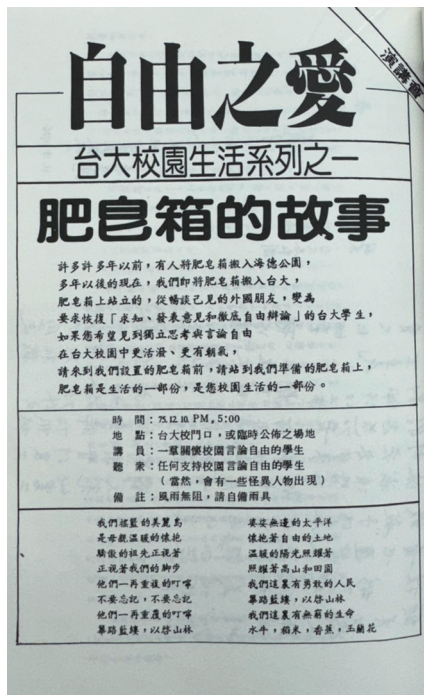 演講會
自由之愛
台大校園生活系列之一
肥皂箱的故事
許多許多年以前，有人將肥皂箱搬入海德公園，
多年以後的現在，我們即將肥皂箱搬入台大，
肥皂箱上站立的，從暢談己見的外國朋友，變為
要求恢復「求知、發表意見和徹底自由辯論」的台大學生，
如果您希望見到獨立思考與言論自由
在台大校園中更活潑、更有朝氣，
請來到我們設置的肥皂箱前，請站到我們準備的肥皂箱上，
肥皂箱是生活的一部份，是您校園生活的一部份。
時　間：75.12.10. PM, 5:00
地　點：台大校門口，或臨時公佈之場地
講　員：一羣關懷校園言論自由的學生
聽　衆：任何支持校園言論自由的學生
（當然，會有一些怪異人物出現）
備　註：風雨無阻，請自備雨具
我們搖籃的美麗島
是母親溫暖的懷抱
驕傲的祖先正視著
正視著我們的腳步
他們一再重複的叮嚀
不要忘記，不要忘記
他們一再重覆的叮嚀
蓽路藍縷，以啓山林
婆娑無邊的太平洋
懷抱著自由的土地
溫暖的陽光照耀著
照耀著高山和田園
我們這裏有勇敢的人民
蓽路藍縷，以啓山林
我們這裏有無窮的生命
水牛，稻米，香蕉，玉蘭花